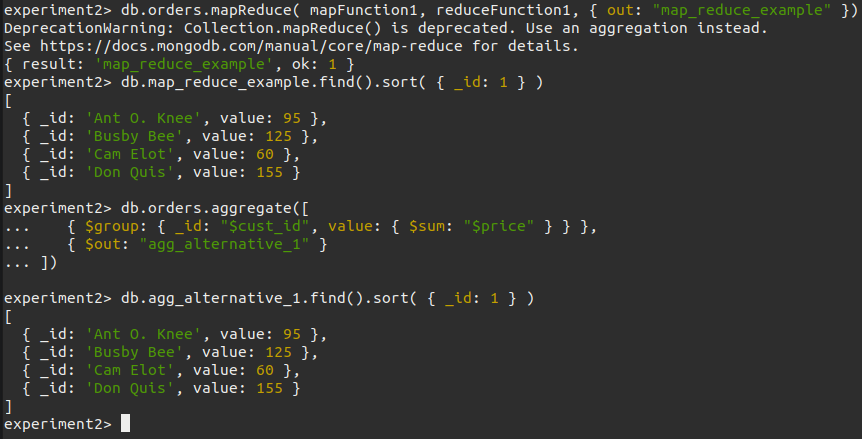 experiment2> db.orders.mapReduce( mapFunction1, reduceFunction1, { out: "map_reduce_example" })
DeprecationWarning: Collection.mapReduce() is deprecated. Use an aggregation instead.
See https://docs.mongodb.com/manual/core/map-reduce for details.
{ result: 'map_reduce_example', ok: 1 }
experiment2> db.map_reduce_example.find().sort( { _id: 1 } )
[
  { _id: 'Ant O. Knee', value: 95 },
  { _id: 'Busby Bee', value: 125 },
  { _id: 'Cam Elot', value: 60 },
  { _id: 'Don Quis', value: 155 }
]
experiment2> db.orders.aggregate([
...    { $group: { _id: "$cust_id", value: { $sum: "$price" } } },
...    { $out: "agg_alternative_1" }
... ])

experiment2> db.agg_alternative_1.find().sort( { _id: 1 } )
[
  { _id: 'Ant O. Knee', value: 95 },
  { _id: 'Busby Bee', value: 125 },
  { _id: 'Cam Elot', value: 60 },
  { _id: 'Don Quis', value: 155 }
]
experiment2>